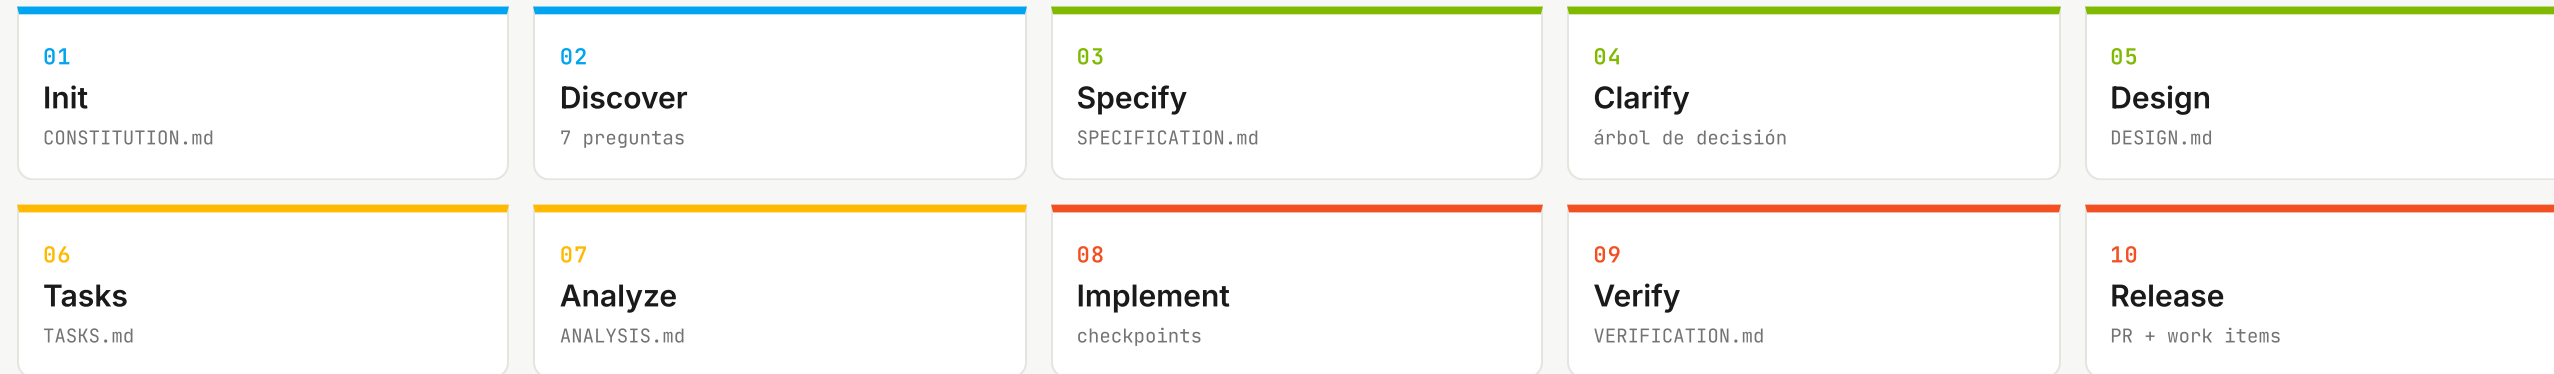 01
Init
CONSTITUTION.md
02
Discover
7 preguntas
03
Specify
SPECIFICATION.md
04
Clarify
árbol de decisión
05
Design
DESIGN.md
06
Tasks
TASKS.md
07
Analyze
ANALYSIS.md
08
Implement
checkpoints
09
Verify
VERIFICATION.md
10
Release
PR + work items